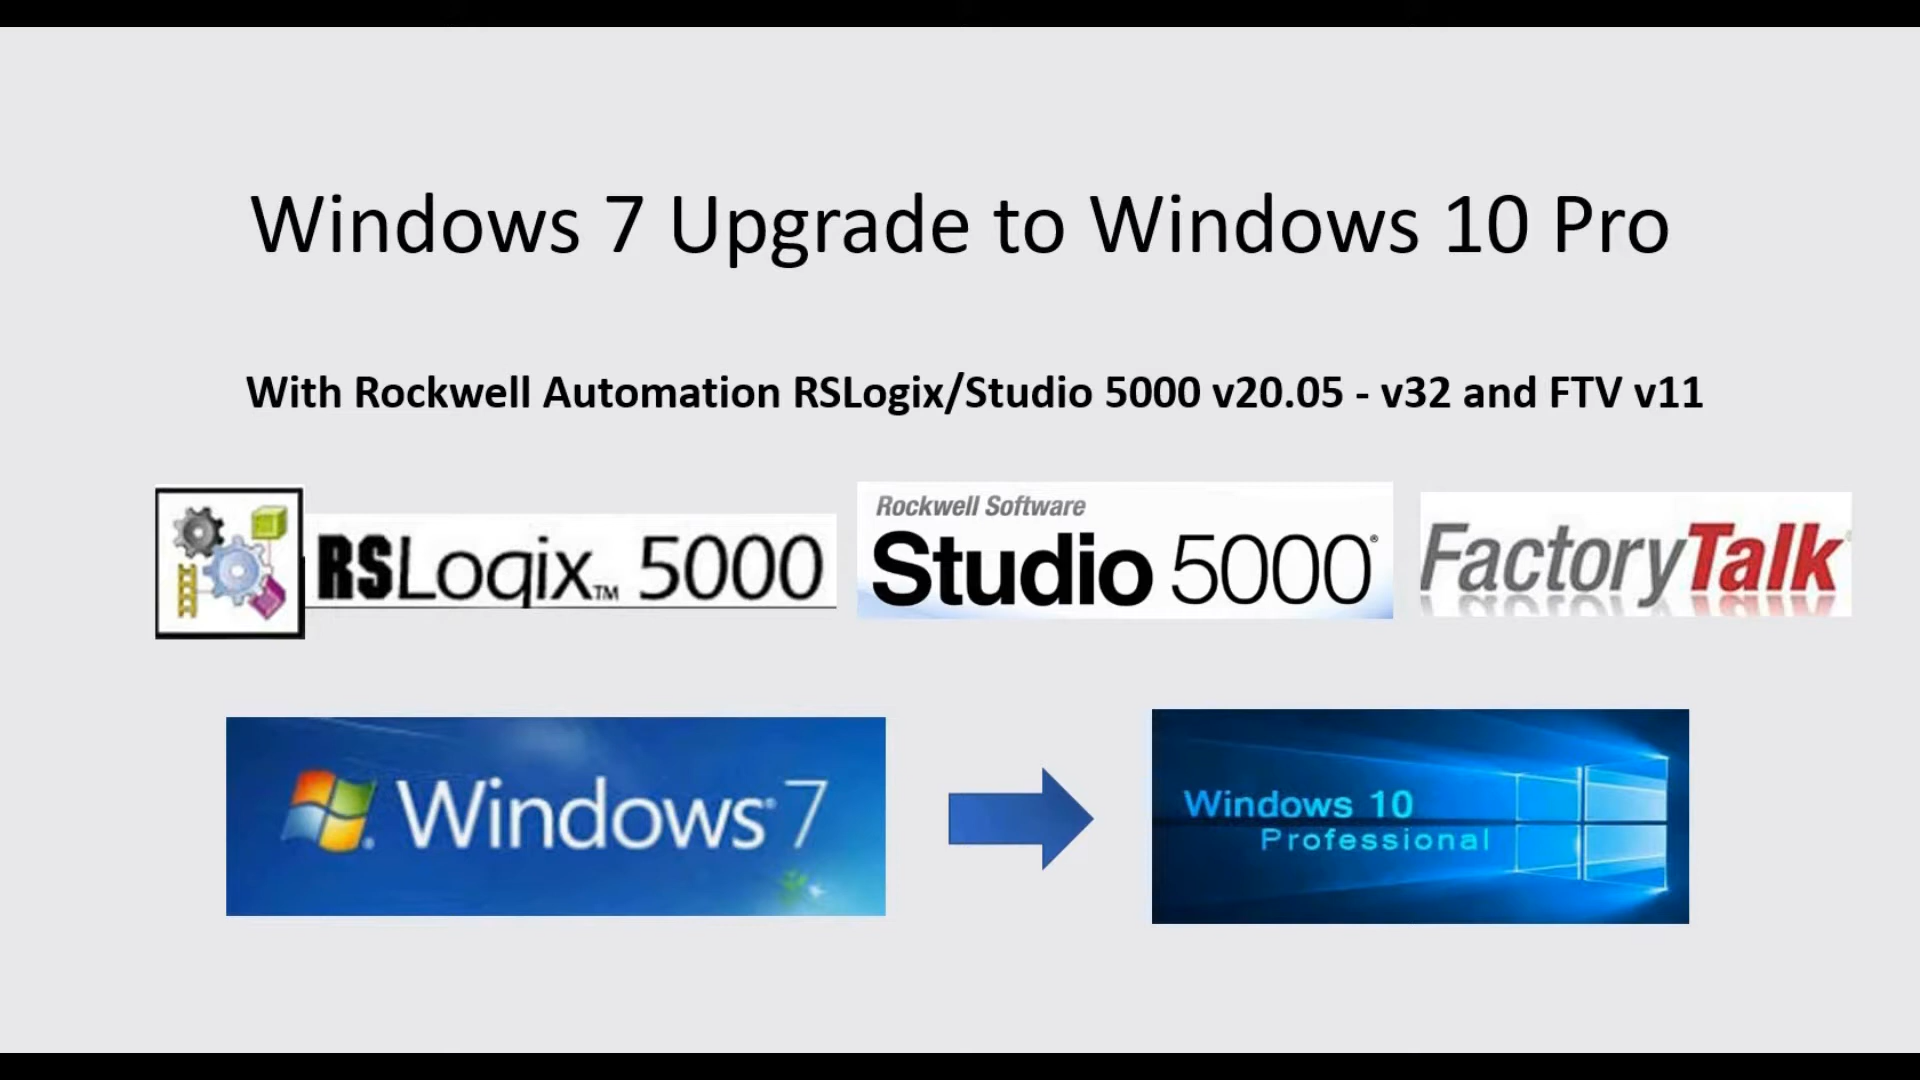 Windows 7 Upgrade to Windows 10 Pro
With Rockwell Automation RSLogix/Studio 5000 v20.05 - v32 and FTV v11
RSLogix™ 5000
Rockwell Software
Studio 5000®
FactoryTalk
Windows® 7
Windows 10
Professional